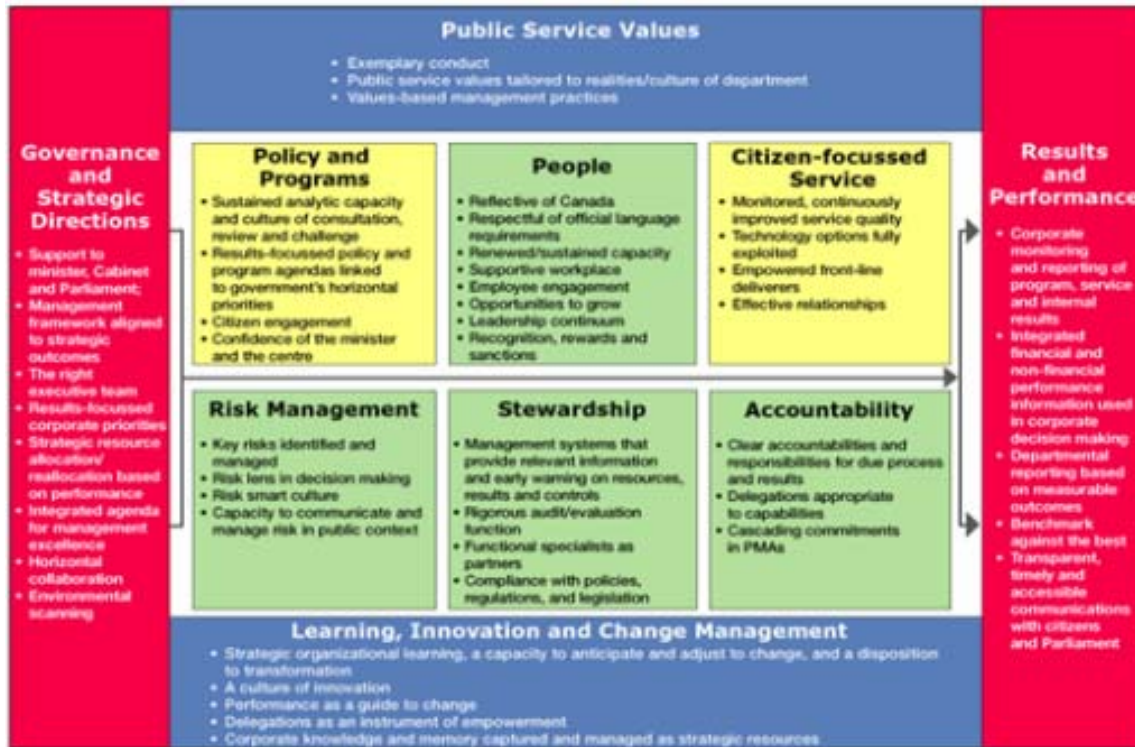 Public Service Values
• Exemplary conduct
• Public service values tailored to realities/culture of department
• Values-based management practices
Governance
and
Strategic
Directions
• Support to
minister, Cabinet
and Parliament;
• Management
framework aligned
to strategic
outcomes
• The right
executive team
• Results-focussed
corporate priorities
• Strategic resource
allocation/
reallocation based
on performance
• Integrated agenda
for management
excellence
• Horizontal
collaboration
• Environmental
scanning
Policy and
Programs
• Sustained analytic capacity
and culture of consultation,
review and challenge
• Results-focussed policy and
program agendas linked
to government's horizontal
priorities
• Citizen engagement
• Confidence of the minister
and the centre
People
• Reflective of Canada
• Respectful of official language
requirements
• Renewed/sustained capacity
• Supportive workplace
• Employee engagement
• Opportunities to grow
• Leadership continuum
• Recognition, rewards and
sanctions
Citizen-focussed
Service
• Monitored, continuously
improved service quality
• Technology options fully
exploited
• Empowered front-line
deliverers
• Effective relationships
Risk Management
• Key risks identified and
managed
• Risk lens in decision making
• Risk smart culture
• Capacity to communicate and
manage risk in public context
Stewardship
• Management systems that
provide relevant information
and early warning on resources,
results and controls
• Rigorous audit/evaluation
function
• Functional specialists as
partners
• Compliance with policies,
regulations, and legislation
Accountability
• Clear accountabilities and
responsibilities for due process
and results
• Delegations appropriate
to capabilities
• Cascading commitments
in PMAs
Results
and
Performance
• Corporate
monitoring
and reporting of
program, service
and internal
results
• Integrated
financial and
non-financial
performance
information used
in corporate
decision making
• Departmental
reporting based
on measurable
outcomes
• Benchmark
against the best
• Transparent,
timely and
accessible
communications
with citizens
and Parliament
Learning, Innovation and Change Management
• Strategic organizational learning, a capacity to anticipate and adjust to change, and a disposition
to transformation
• A culture of innovation
• Performance as a guide to change
• Delegations as an instrument of empowerment
• Corporate knowledge and memory captured and managed as strategic resources